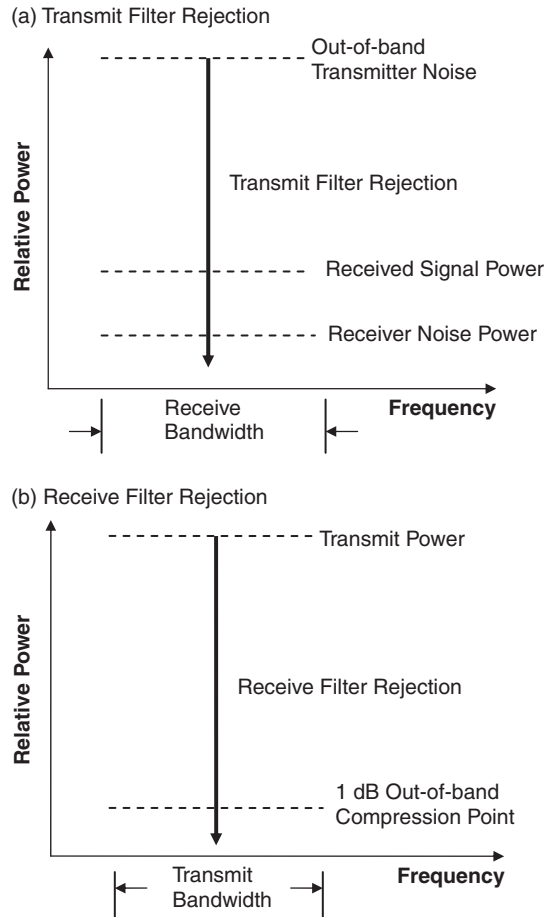 (a) Transmit Filter Rejection
Out-of-band
Transmitter Noise
Transmit Filter Rejection
Relative Power
Received Signal Power
Receiver Noise Power
Receive
Bandwidth
Frequency
(b) Receive Filter Rejection
Transmit Power
Receive Filter Rejection
Relative Power
1 dB Out-of-band
Compression Point
Transmit
Bandwidth
Frequency